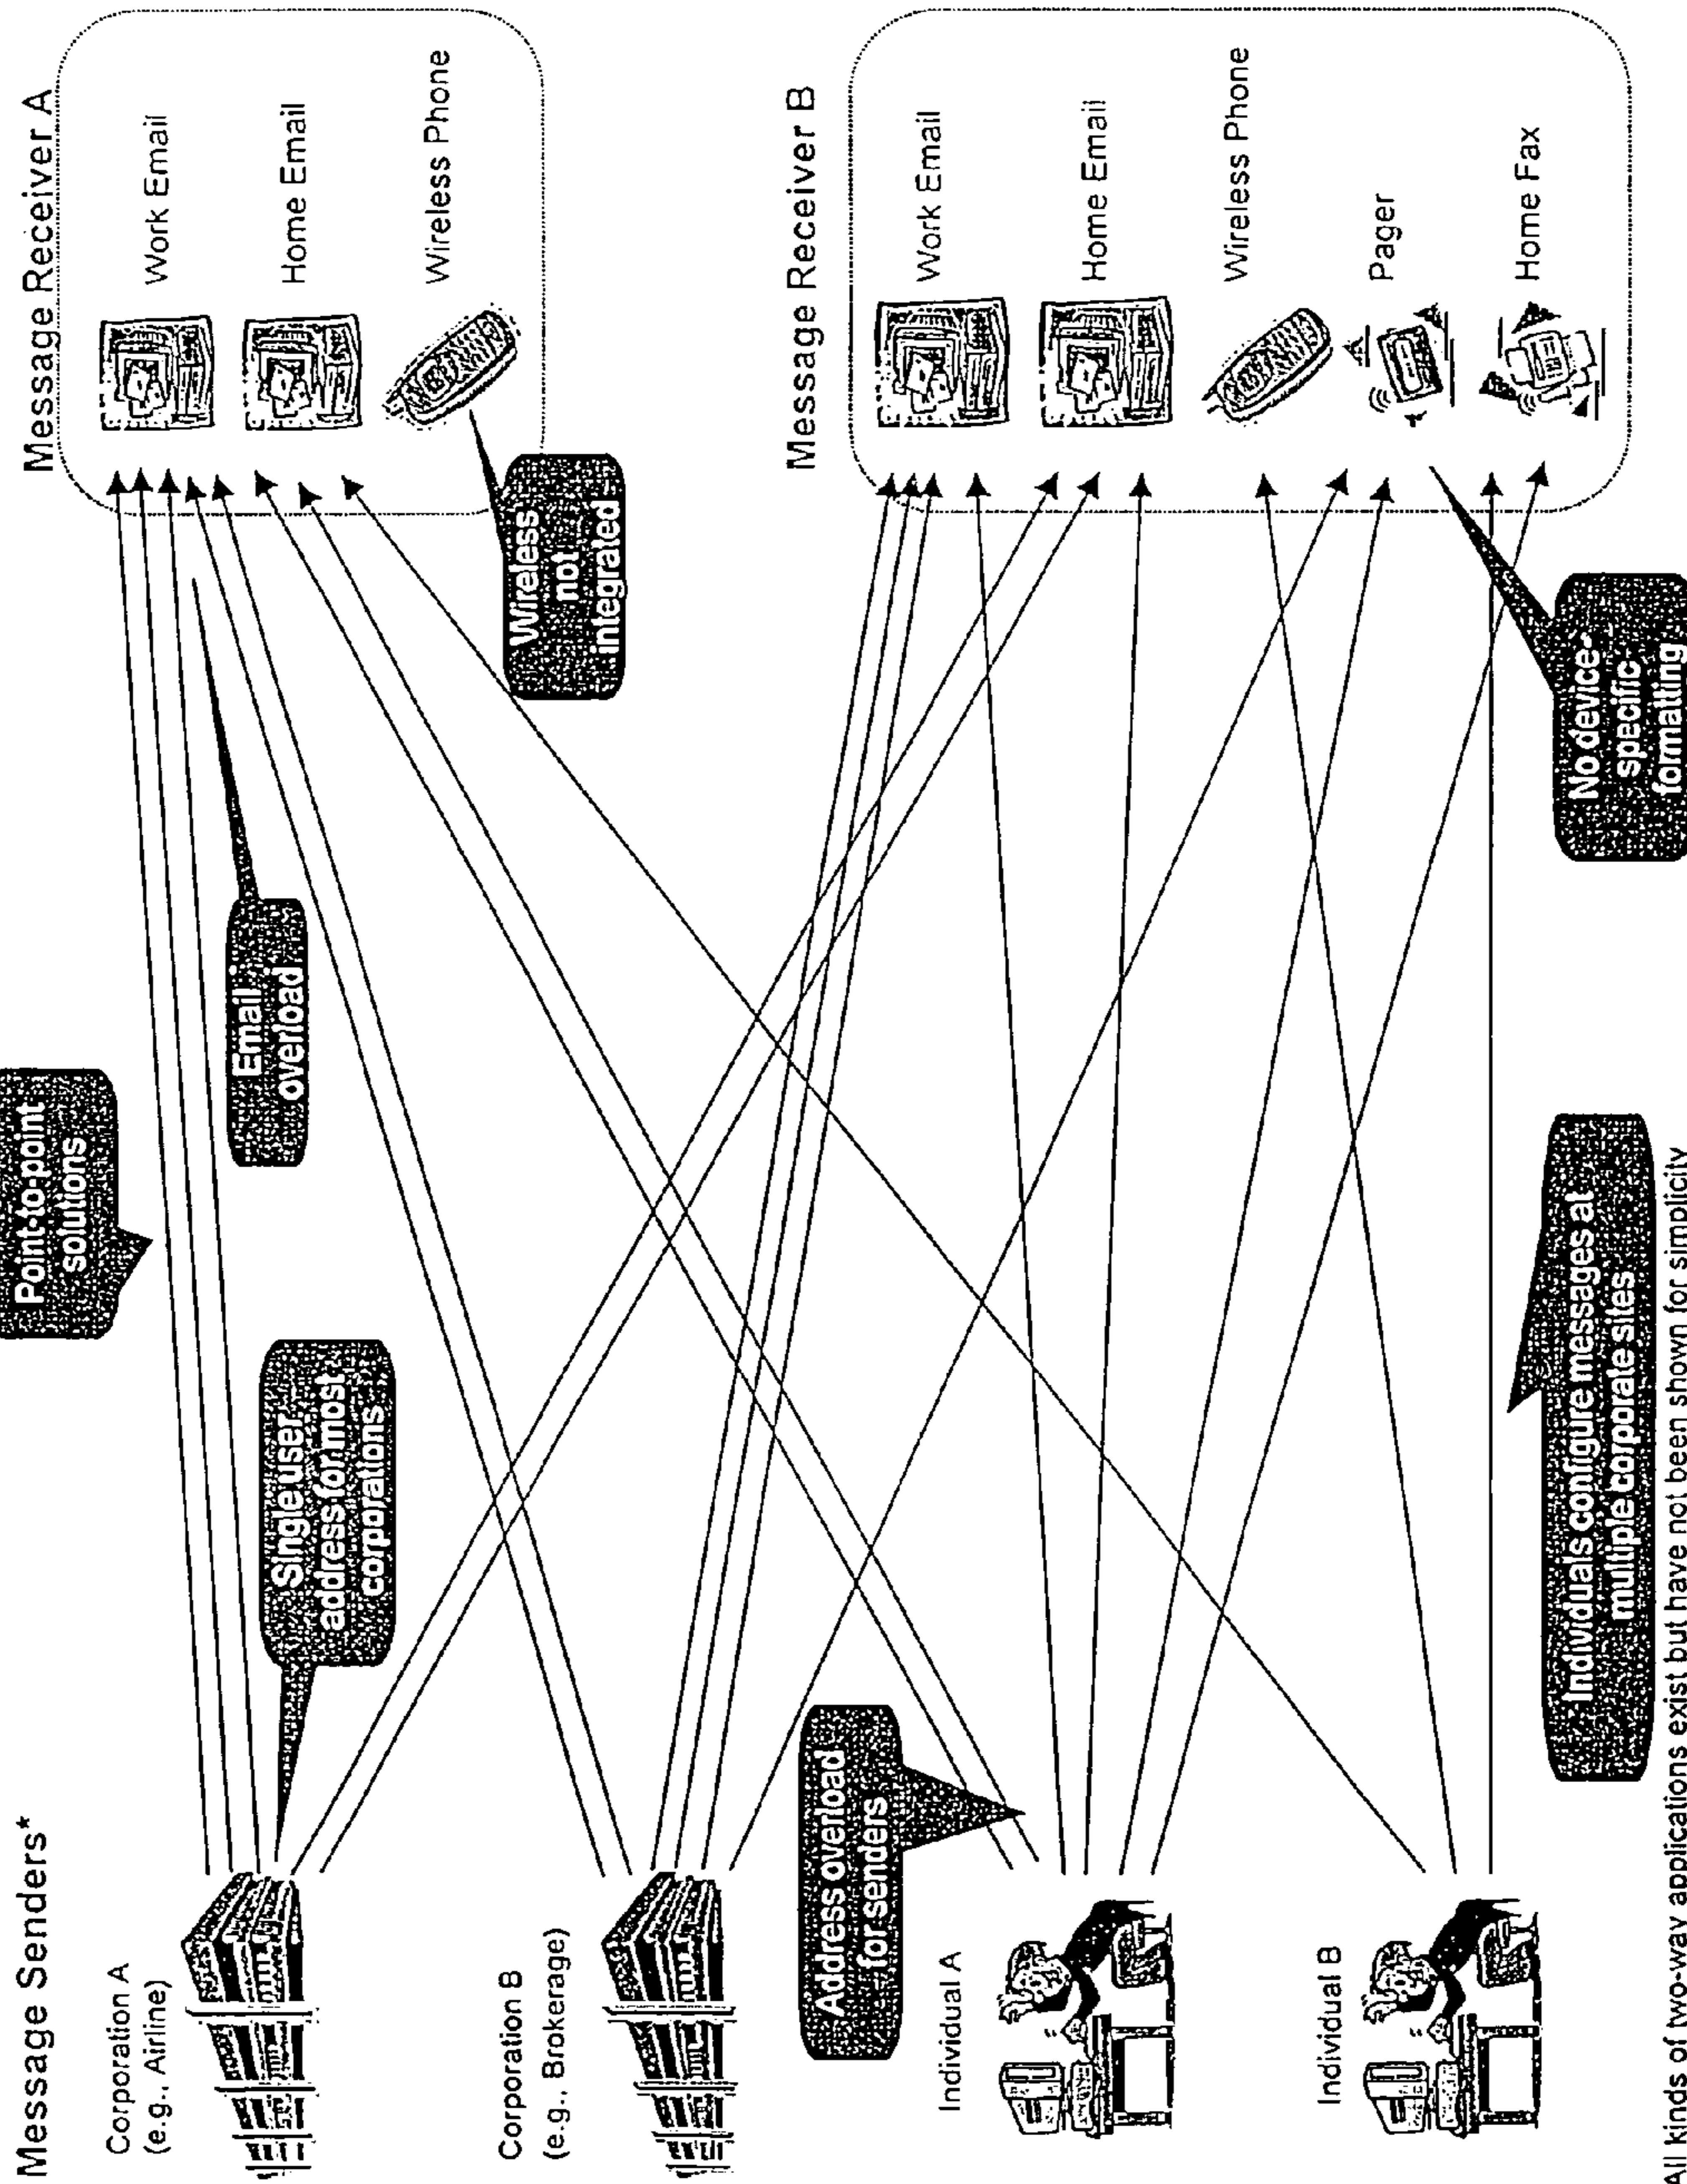 Message Senders*
Corporation A
(e.g., Airline)
Corporation B
(e.g., Brokerage)
Individual A
Individual B
Point-to-point
solutions
Single user
address for most
corporations
Email
overload
Address overload
for senders
Wireless
not
integrated
Individuals configure messages at
multiple corporate sites
No device-
specific
formatting
Message Receiver A
Work Email
Home Email
Wireless Phone
Message Receiver B
Work Email
Home Email
Wireless Phone
Pager
Home Fax
All kinds of two-way applications exist but have not been shown for simplicity